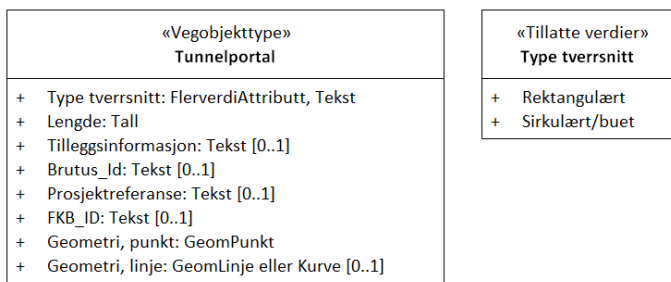 «Vegobjekttype»
Tunnelportal
+ Type tverrsnitt: FlerverdiAttributt, Tekst
+ Lengde: Tall
+ Tilleggsinformasjon: Tekst [0..1]
+ Brutus_Id: Tekst [0..1]
+ Prosjektreferanse: Tekst [0..1]
+ FKB_ID: Tekst [0..1]
+ Geometri, punkt: GeomPunkt
+ Geometri, linje: GeomLinje eller Kurve [0..1]
«Tillatte verdier»
Type tverrsnitt
+ Rektangulært
+ Sirkulært/buet